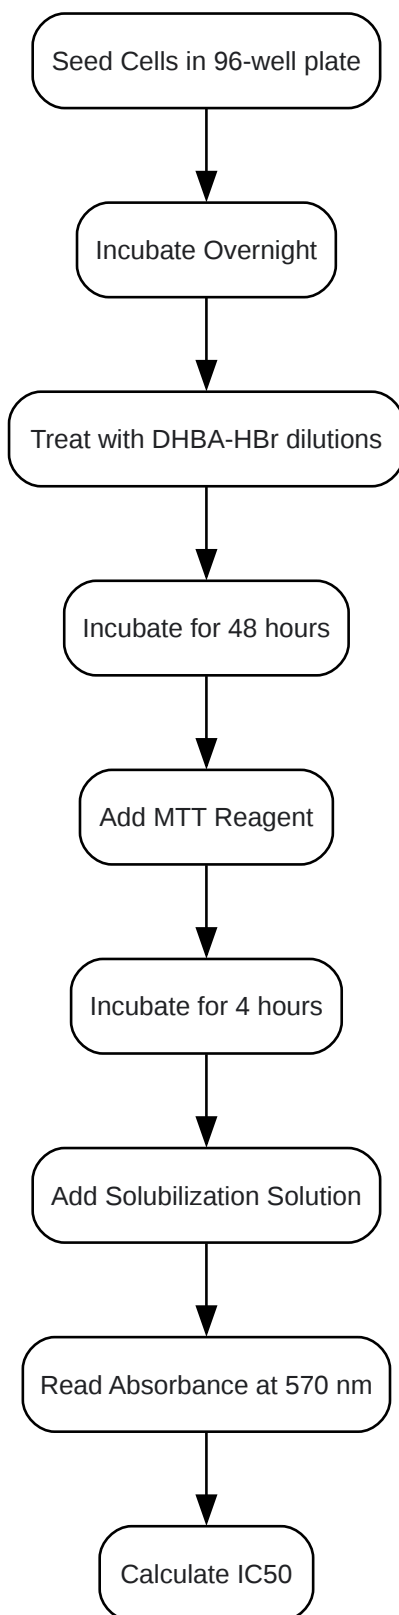 Seed Cells in 96-well plate
Incubate Overnight
Treat with DHBA-HBr dilutions
Incubate for 48 hours
Add MTT Reagent
Incubate for 4 hours
Add Solubilization Solution
Read Absorbance at 570 nm
Calculate IC50